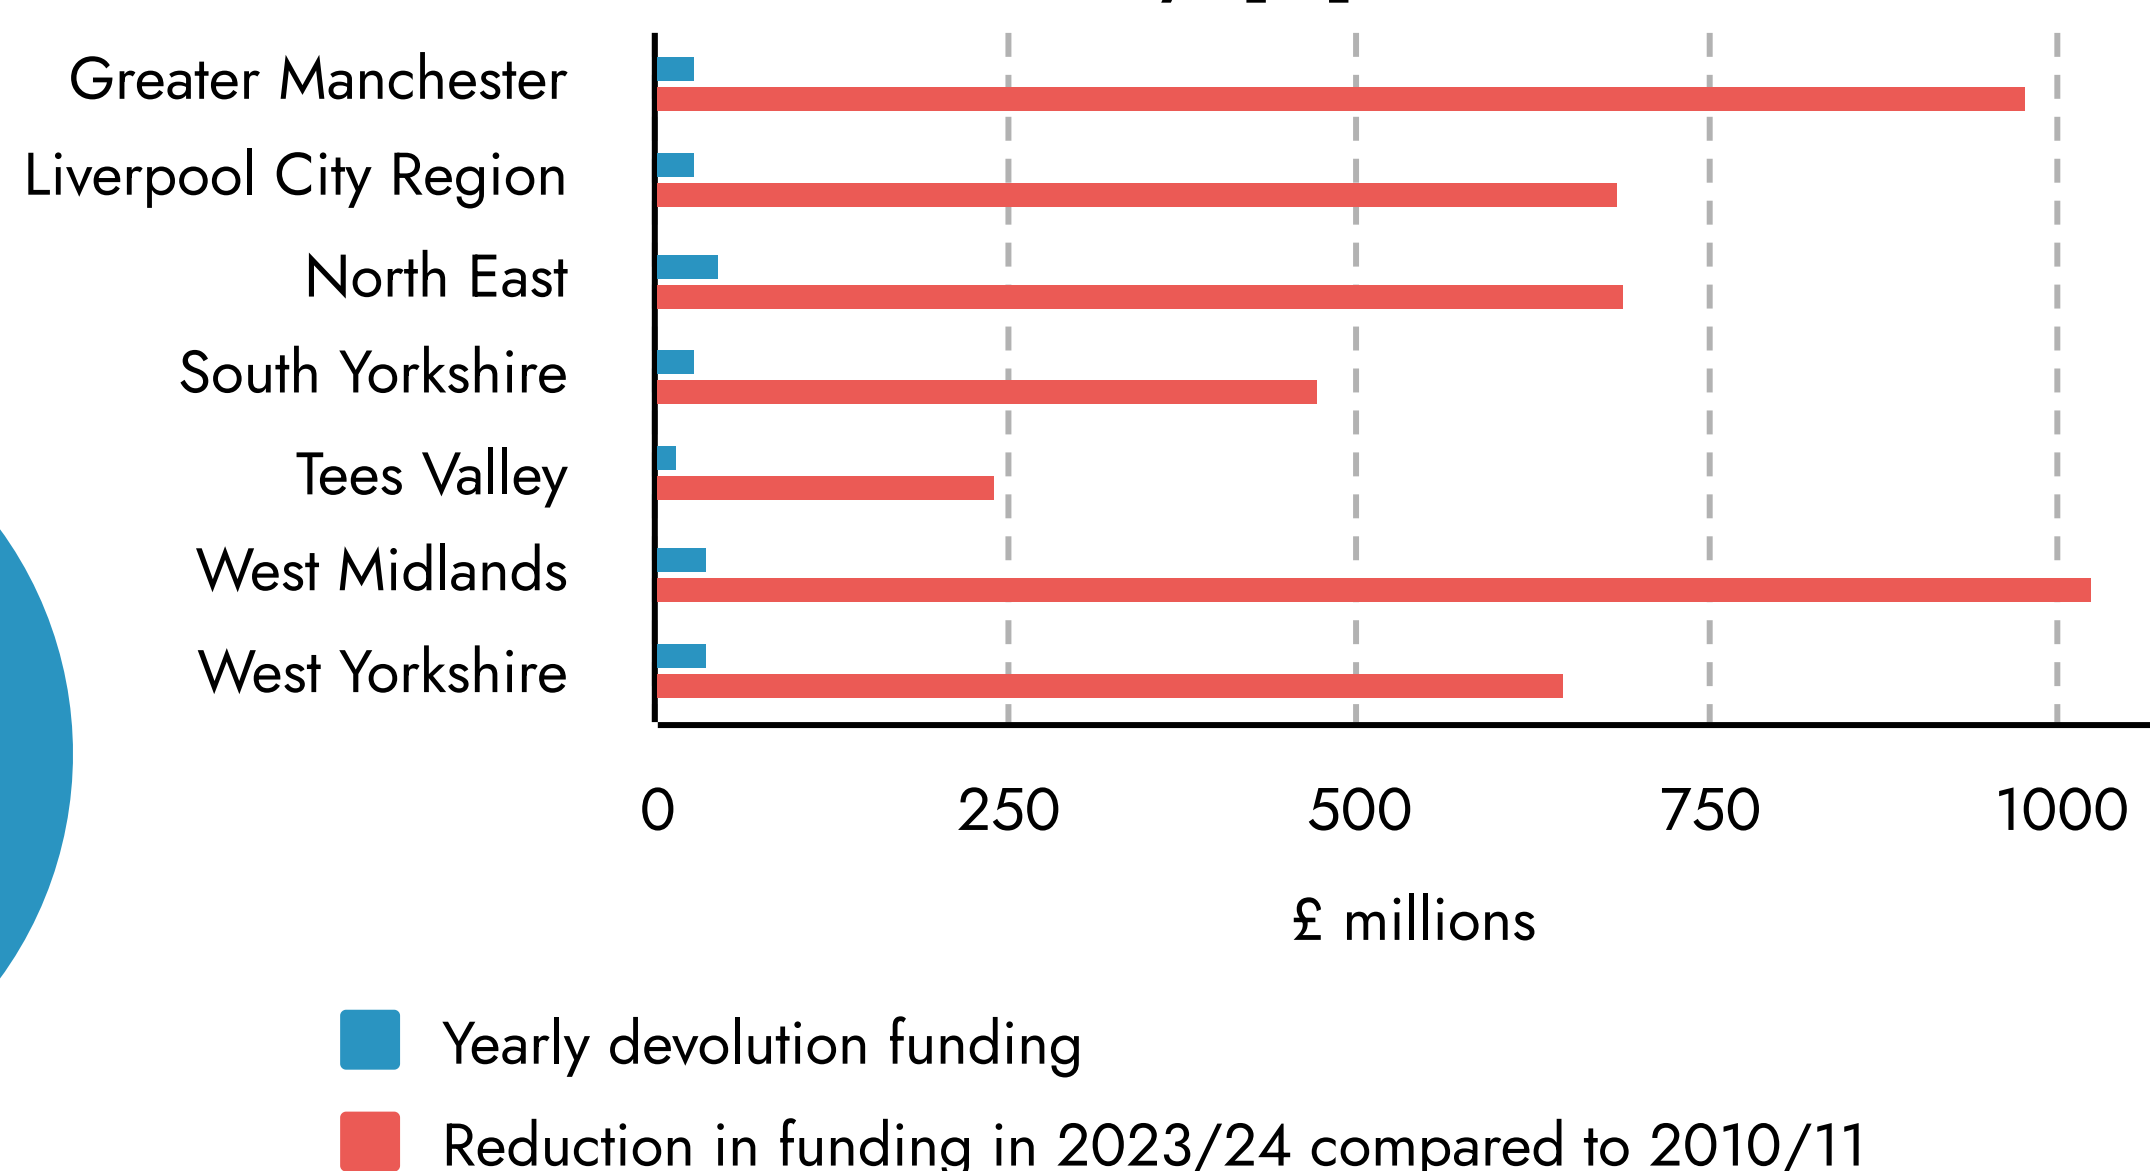 Greater Manchester
Liverpool City Region
North East
South Yorkshire
Tees Valley
West Midlands
West Yorkshire
0 250 500 750 1000
£ millions
Yearly devolution funding
Reduction in funding in 2023/24 compared to 2010/11